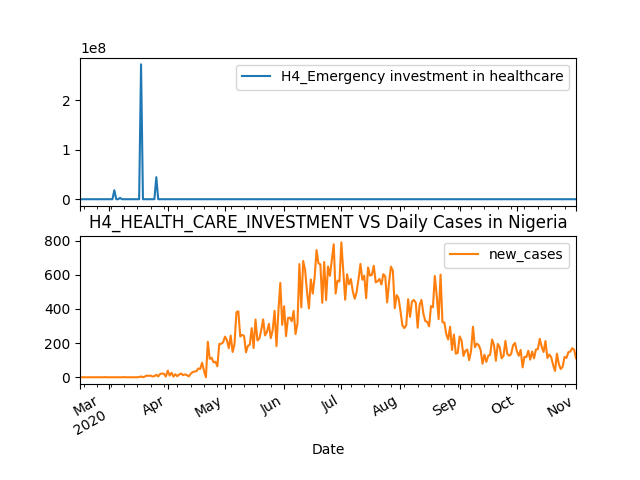 1e8
H4_Emergency investment in healthcare
2
1
0
H4_HEALTH_CARE_INVESTMENT VS Daily Cases in Nigeria
800
new_cases
600
400
200
0
Mar Apr May Jun Jul Aug Sep Oct Nov
2020
Date